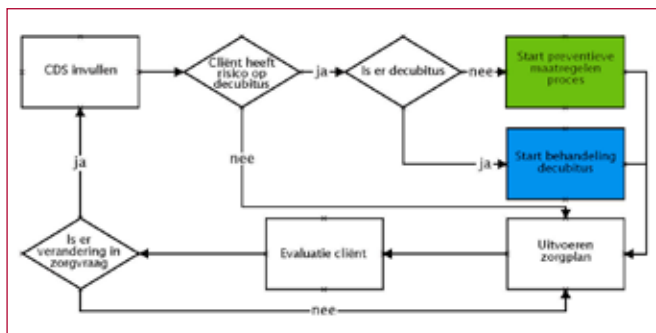 CDS invullen
Cliënt heeft
risico op
decubitus
ja
Is er decubitus
nee
Start preventieve
maatregelen
proces
ja
nee
ja
Start behandeling
decubitus
Is er
verandering in
zorgvraag
Evaluatie cliënt
Uitvoeren
zorgplan
nee